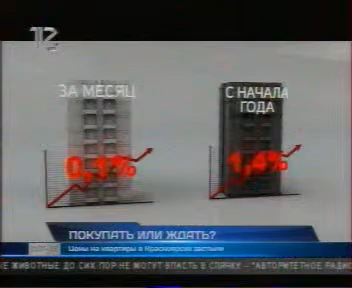 12
ЗА МЕСЯЦ
С НАЧАЛА
ГОДА
0,1%
1,4%
ПОКУПАТЬ ИЛИ ЖДАТЬ?
Цены на квартиры в Красноярске застыли
ЖИВОТНЫЕ ДО СИХ ПОР НЕ МОГУТ ВПАСТЬ В СПЯЧКУ - "АВТОРИТЕТНОЕ РАДИО